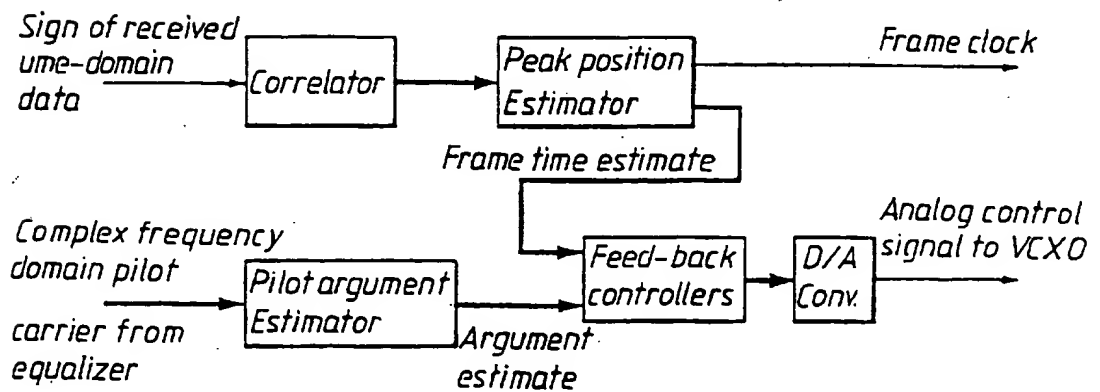 Sign of received
ume-domain
data
Correlator
Peak position
Estimator
Frame clock
Frame time estimate
Complex frequency
domain pilot
carrier from
equalizer
Pilot argument
Estimator
Argument
estimate
Feed-back
controllers
D/A
Conv.
Analog control
signal to VCXO